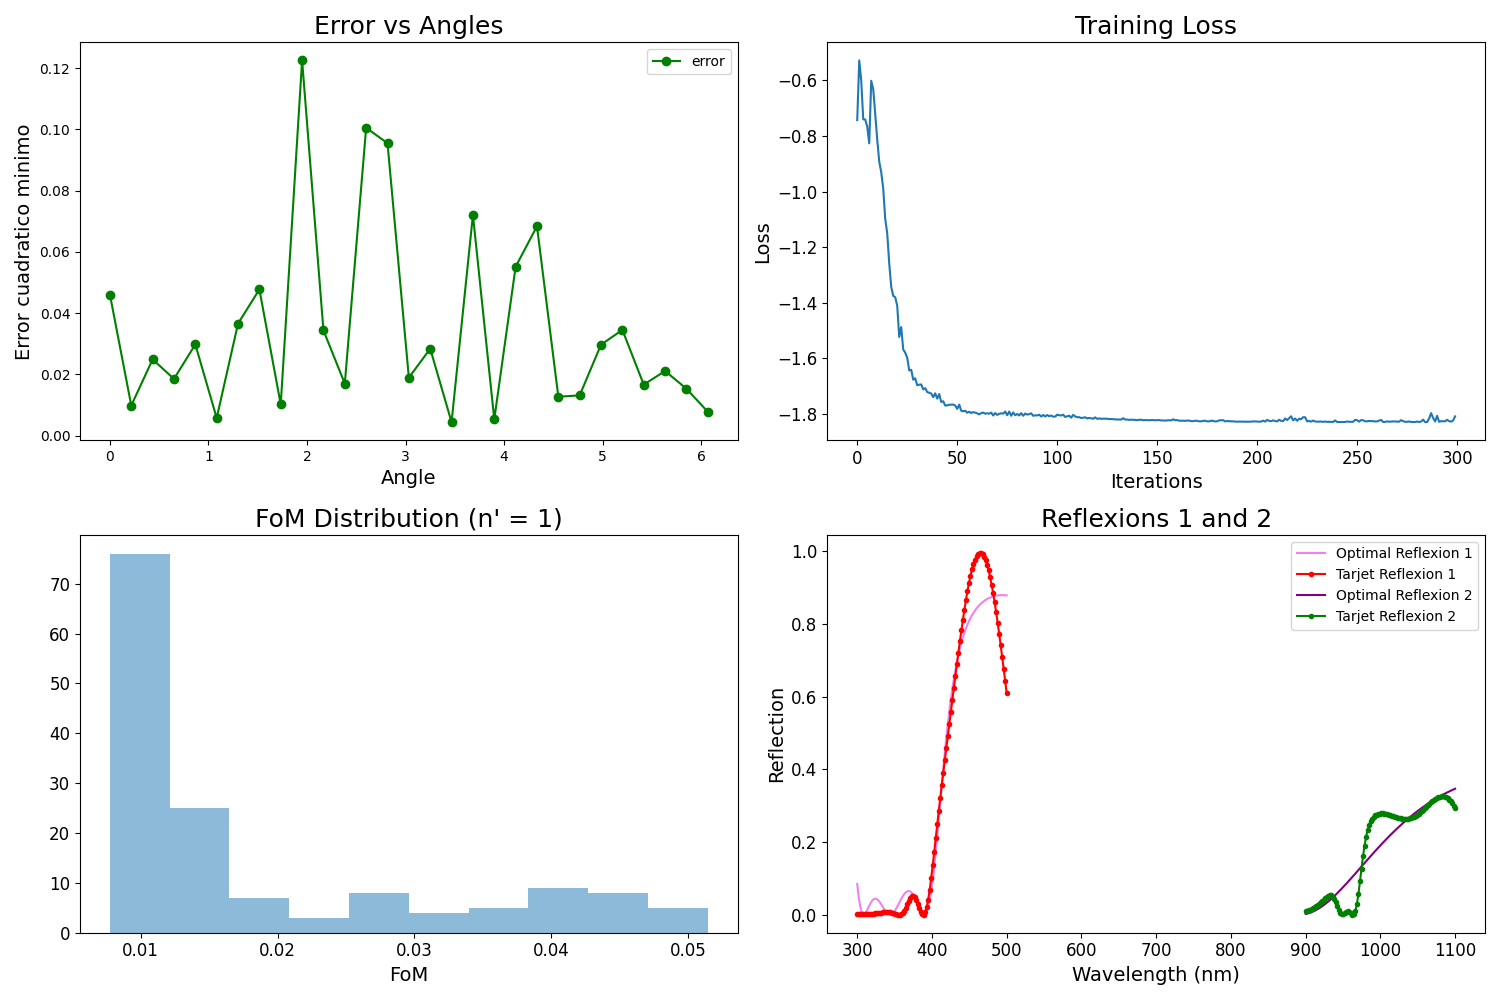 Error vs Angles
Error cuadratico minimo
0.12
0.10
0.08
0.06
0.04
0.02
0.00
error
0 1 2 3 4 5 6
Angle
Training Loss
Loss
−0.6
−0.8
−1.0
−1.2
−1.4
−1.6
−1.8
0 50 100 150 200 250 300
Iterations
FoM Distribution (n' = 1)
70
60
50
40
30
20
10
0
0.01 0.02 0.03 0.04 0.05
FoM
Reflexions 1 and 2
Reflection
1.0
0.8
0.6
0.4
0.2
0.0
Optimal Reflexion 1
Tarjet Reflexion 1
Optimal Reflexion 2
Tarjet Reflexion 2
300 400 500 600 700 800 900 1000 1100
Wavelength (nm)